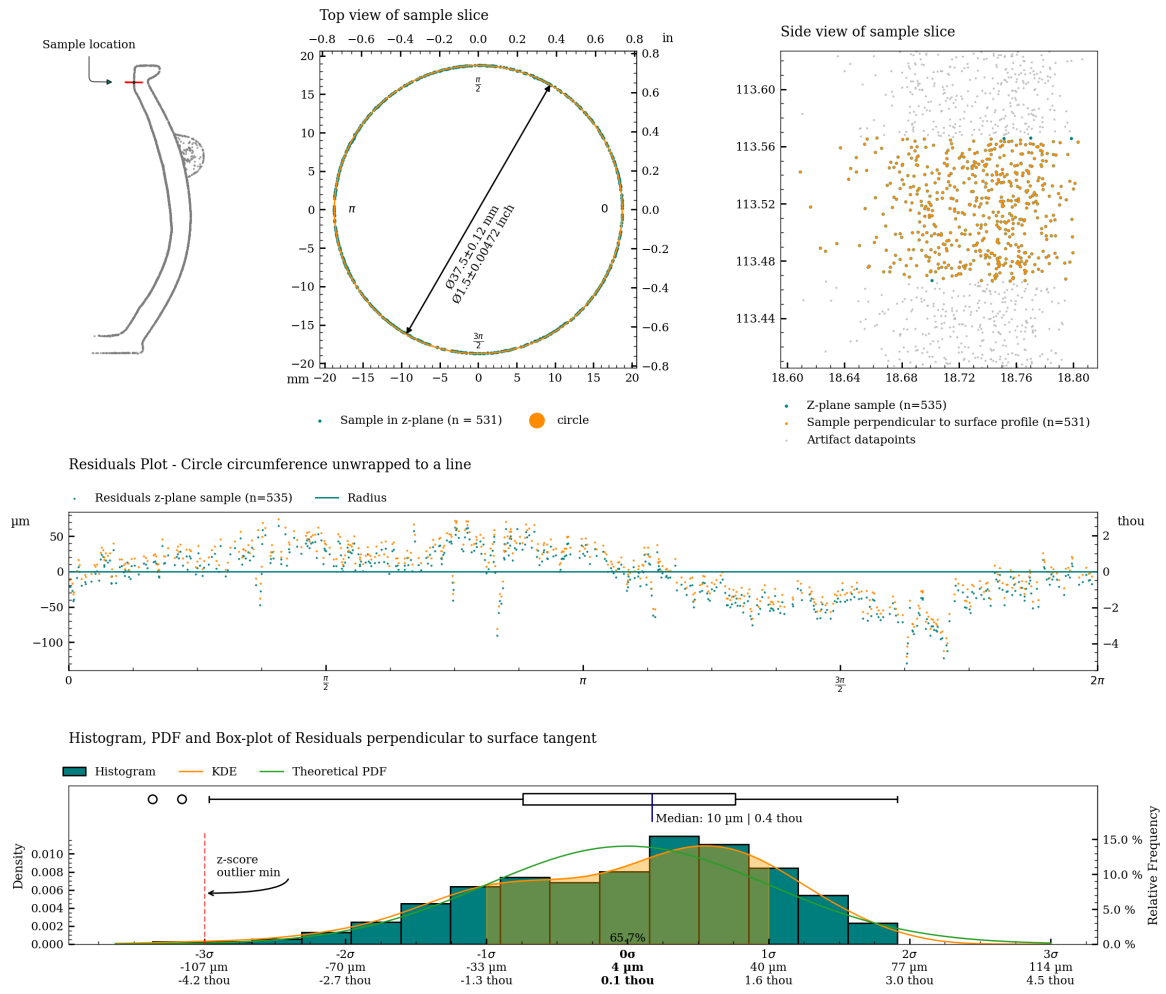 Top view of sample slice
Side view of sample slice
Sample location
−0.8 −0.6 −0.4 −0.2 0.0 0.2 0.4 0.6 0.8 in
20
15
10
5
0
−5
−10
−15
−20
0.8
0.6
0.4
0.2
0.0
−0.2
−0.4
−0.6
−0.8
π/2
π
0
3π/2
Ø37.5±0.12 mm
Ø1.5±0.00472 inch
mm −20 −15 −10 −5 0 5 10 15 20
Sample in z-plane (n = 531) circle
113.60
113.56
113.52
113.48
113.44
18.60 18.64 18.68 18.72 18.76 18.80
Z-plane sample (n=535)
Sample perpendicular to surface profile (n=531)
Artifact datapoints
Residuals Plot - Circle circumference unwrapped to a line
Residuals z-plane sample (n=535) Radius
µm
thou
50
0
−50
−100
2
0
−2
−4
0 π/2 π 3π/2 2π
Histogram, PDF and Box-plot of Residuals perpendicular to surface tangent
Histogram KDE Theoretical PDF
Median: 10 µm | 0.4 thou
z-score
outlier min
Density
0.010
0.008
0.006
0.004
0.002
0.000
Relative Frequency
15.0 %
10.0 %
5.0 %
0.0 %
65.7%
-3σ -2σ -1σ 0σ 1σ 2σ 3σ
-107 µm -70 µm -33 µm 4 µm 40 µm 77 µm 114 µm
-4.2 thou -2.7 thou -1.3 thou 0.1 thou 1.6 thou 3.0 thou 4.5 thou